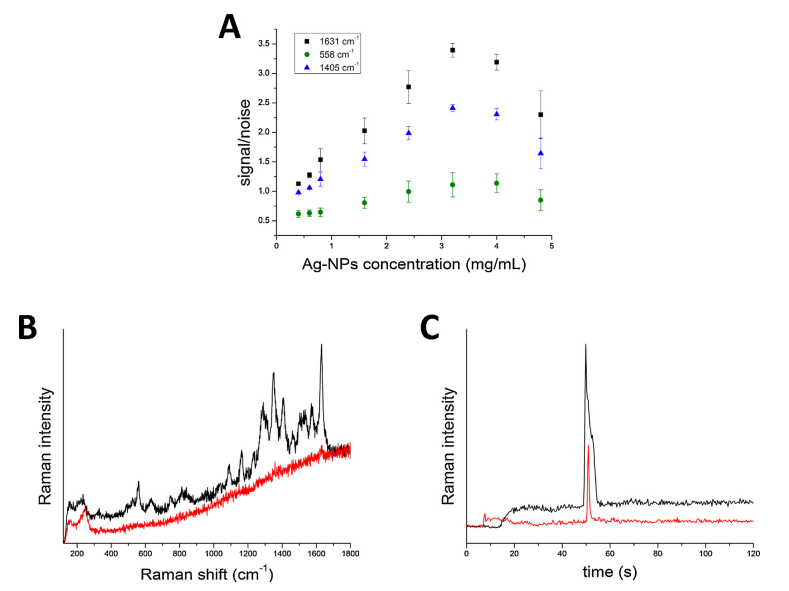 A
1631 cm⁻¹
558 cm⁻¹
1405 cm⁻¹
3.5
3.0
2.5
2.0
1.5
1.0
0.5
signal/noise
0 1 2 3 4 5
Ag-NPs concentration (mg/mL)
B
Raman intensity
200 400 600 800 1000 1200 1400 1600 1800
Raman shift (cm⁻¹)
C
Raman intensity
0 20 40 60 80 100 120
time (s)